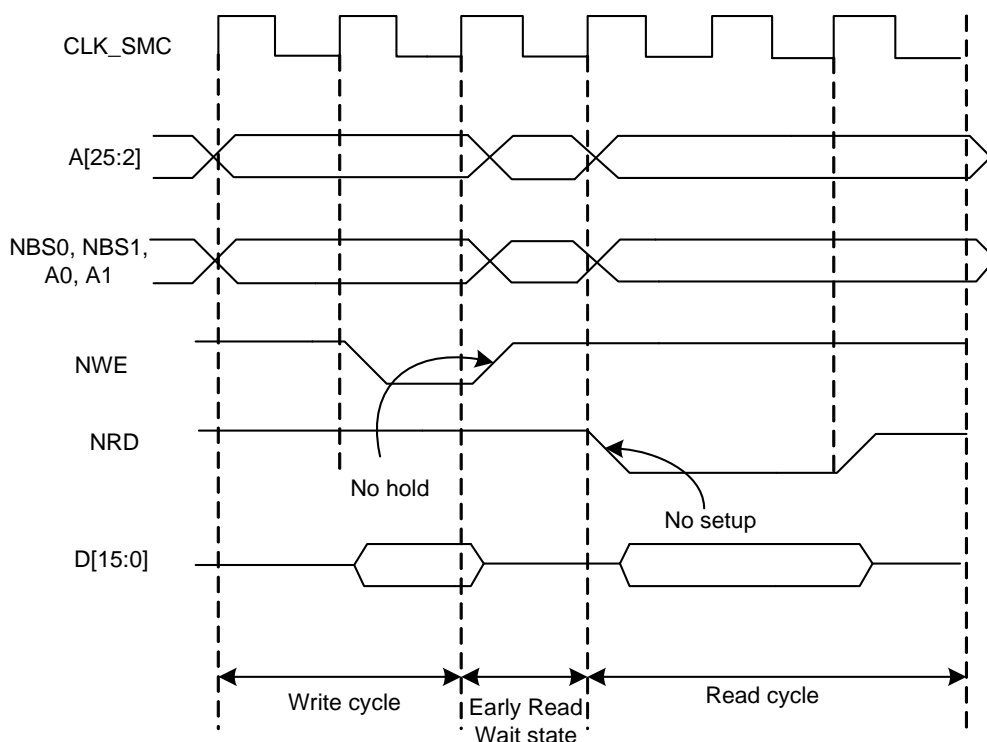 CLK_SMC
A[25:2]
NBS0, NBS1,
A0, A1
NWE
NRD
No hold
No setup
D[15:0]
Write cycle
Early Read
Wait state
Read cycle